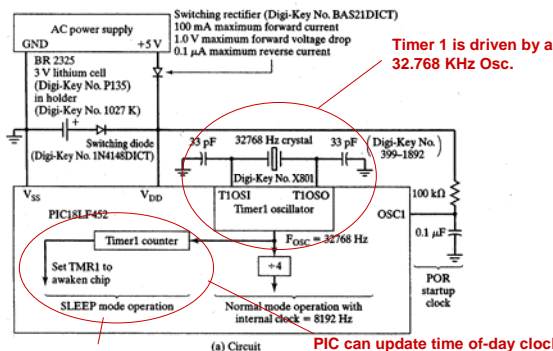 AC power supply
GND
+5 V
Switching rectifier (Digi-Key No. BAS21DICT)
100 mA maximum forward current
1.0 V maximum forward voltage drop
0.1 μA maximum reverse current
Timer 1 is driven by a
32.768 KHz Osc.
BR 2325
3 V lithium cell
(Digi-Key No. P135)
in holder
(Digi-Key No. 1027 K)
+
Switching diode
(Digi-Key No. 1N4148DICT)
33 pF
32768 Hz crystal
33 pF
(Digi-Key No.
399-1892)
Digi-Key No. X801
VSS
VDD
T1OSI
T1OSO
Timer1 oscillator
OSC1
100 kΩ
0.1 μF
PIC18LF452
Timer1 counter
FOSC = 32768 Hz
÷4
Set TMR1 to
awaken chip
POR
startup
clock
SLEEP mode operation
Normal mode operation with
internal clock = 8192 Hz
(a) Circuit
PIC can update time of-day clock